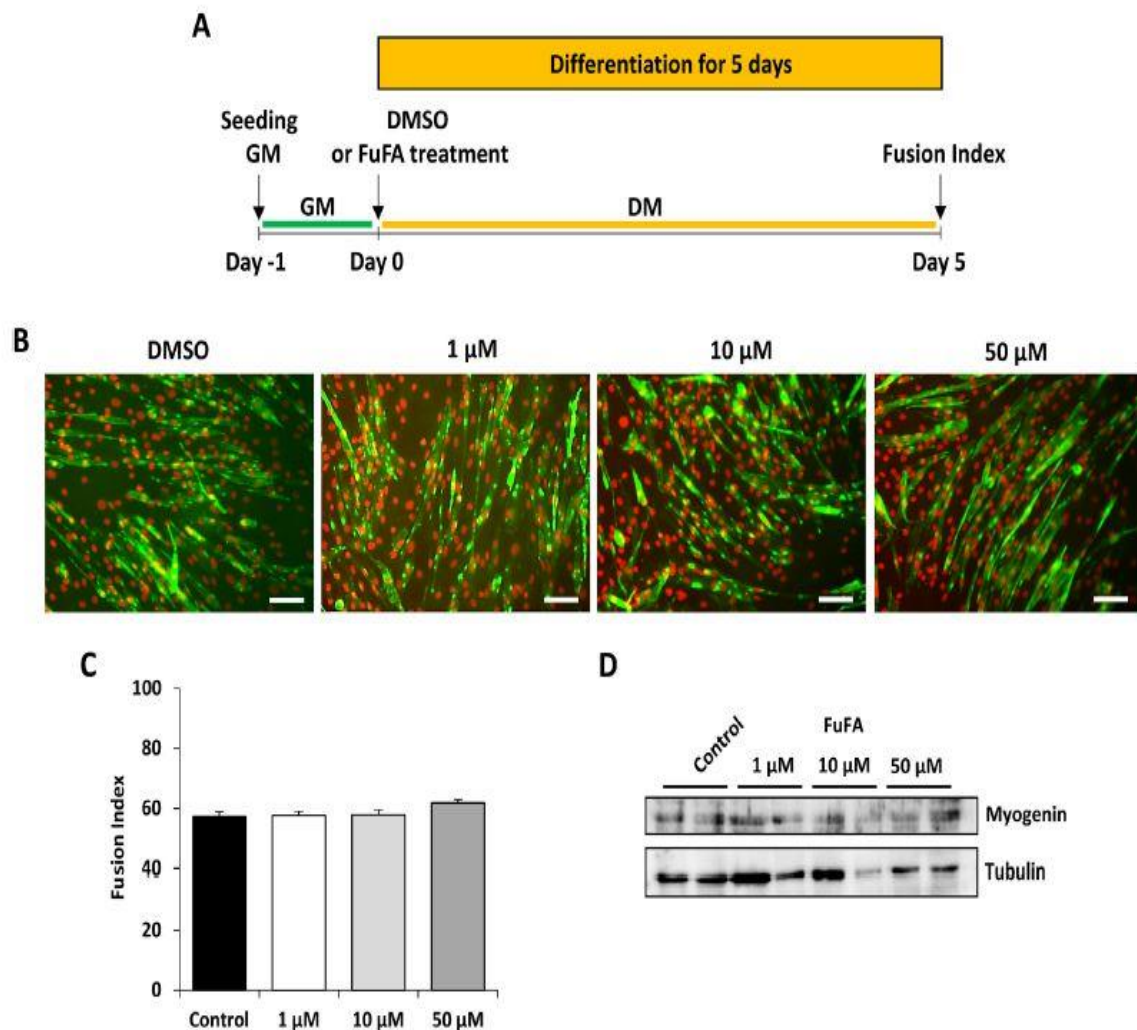 A
Differentiation for 5 days
Seeding
GM
DMSO
or FuFA treatment
Fusion Index
GM
DM
Day -1
Day 0
Day 5
B
DMSO
1 µM
10 µM
50 µM
C
Fusion Index
100
80
60
40
20
0
Control
1 µM
10 µM
50 µM
D
Control
FuFA
1 µM
10 µM
50 µM
Myogenin
Tubulin